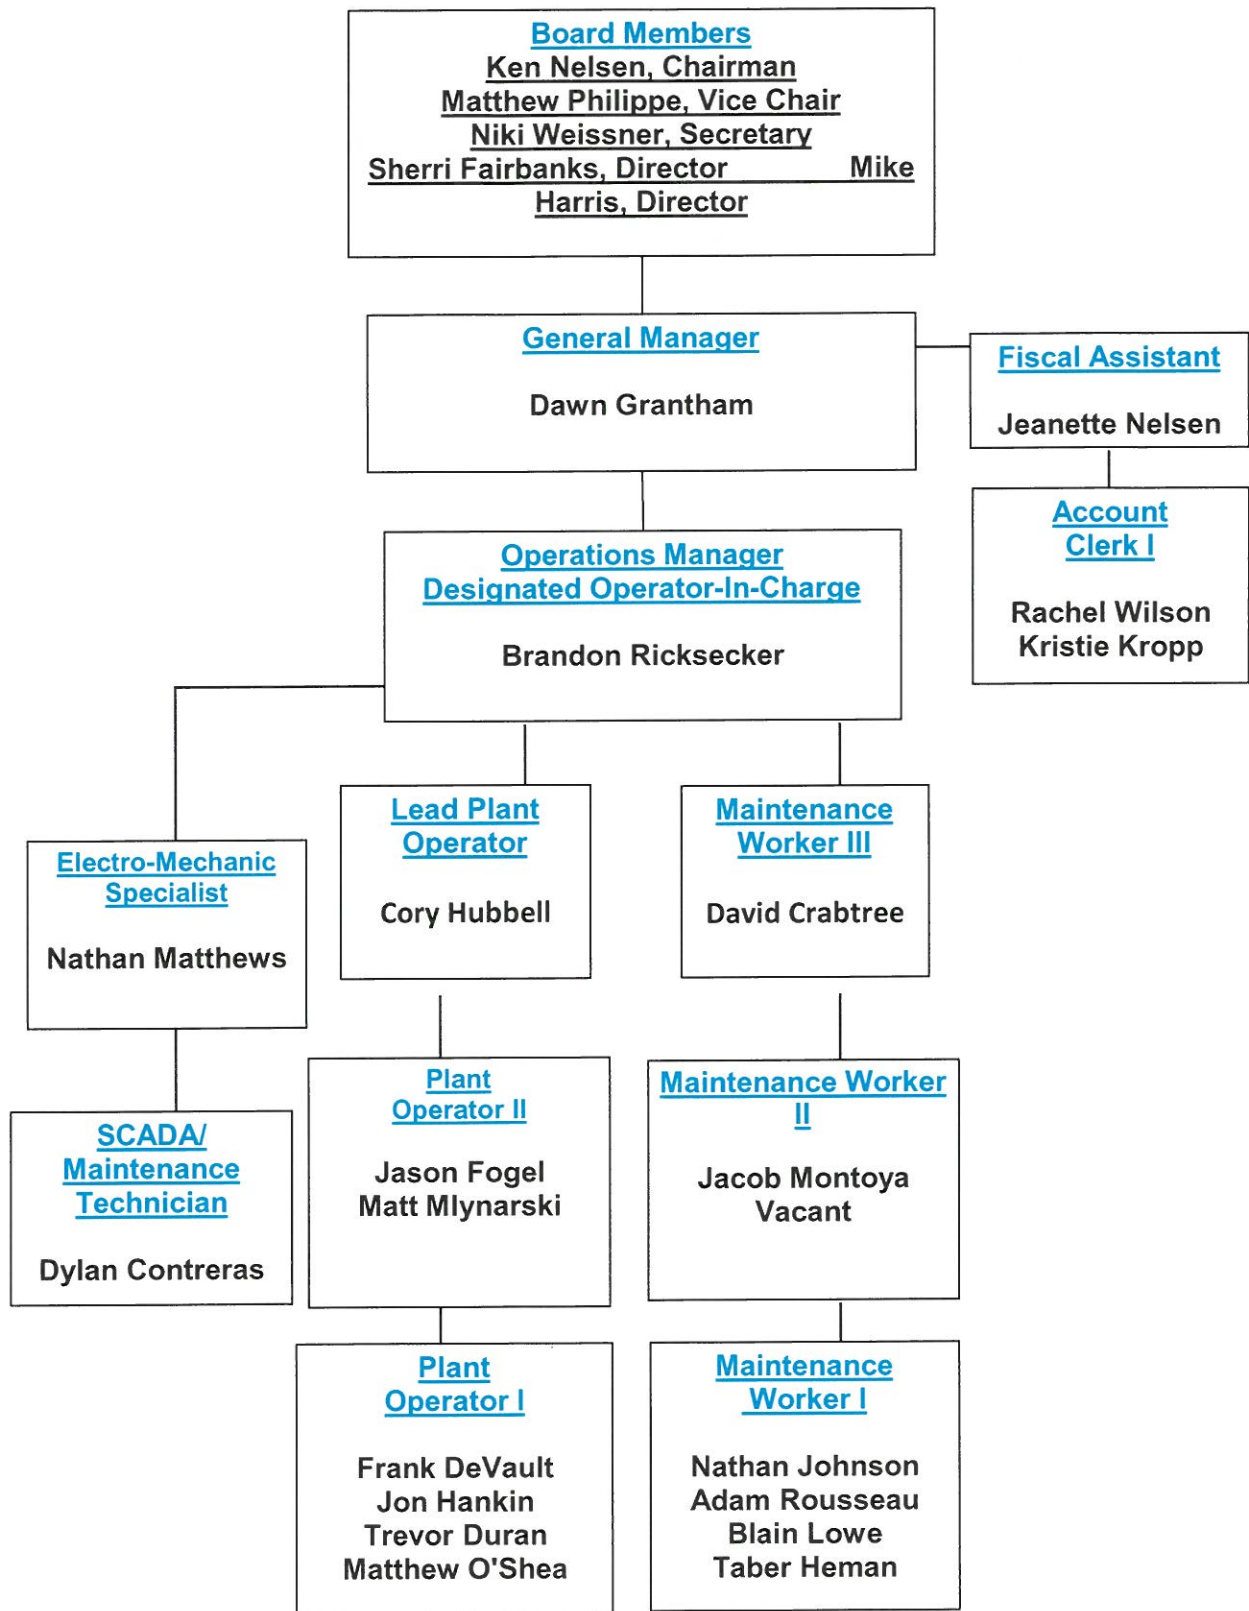 Board Members
Ken Nelsen, Chairman
Matthew Philippe, Vice Chair
Niki Weissner, Secretary
Sherri Fairbanks, Director Mike
Harris, Director
General Manager
Dawn Grantham
Fiscal Assistant
Jeanette Nelsen
Account
Clerk I
Rachel Wilson
Kristie Kropp
Operations Manager
Designated Operator-In-Charge
Brandon Ricksecker
Electro-Mechanic
Specialist
Nathan Matthews
SCADA/
Maintenance
Technician
Dylan Contreras
Lead Plant
Operator
Cory Hubbell
Plant
Operator II
Jason Fogel
Matt Mlynarski
Plant
Operator I
Frank DeVault
Jon Hankin
Trevor Duran
Matthew O'Shea
Maintenance
Worker III
David Crabtree
Maintenance Worker
II
Jacob Montoya
Vacant
Maintenance
Worker I
Nathan Johnson
Adam Rousseau
Blain Lowe
Taber Heman